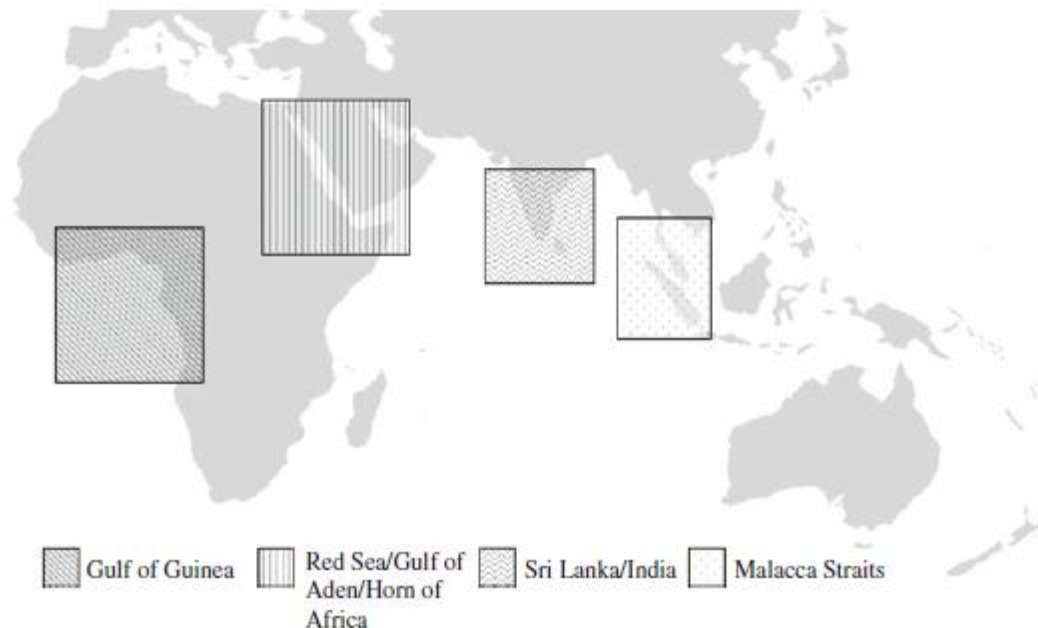 Gulf of Guinea
Red Sea/Gulf of
Aden/Horn of
Africa
Sri Lanka/India
Malacca Straits